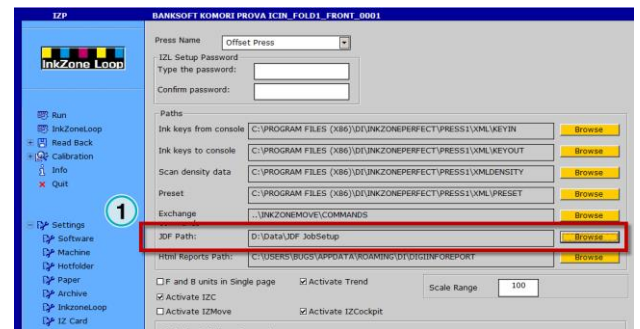 IZP
BANKSOFT KOMORI PROVA ICIN_FOLD1_FRONT_0001
InkZone Loop
Run
InkZoneLoop
Read Back
Calibration
Info
Quit
1
Settings
Software
Machine
Hotfolder
Paper
Archive
InkzoneLoop
IZ Card
Press Name Offset Press
IZL Setup Password
Type the password:
Confirm password:
Paths
Ink keys from console C:\PROGRAM FILES (X86)\DI\INKZONEPERFECT\PRESS1\XML\KEYIN Browse
Ink keys to console C:\PROGRAM FILES (X86)\DI\INKZONEPERFECT\PRESS1\XML\KEYOUT Browse
Scan density data C:\PROGRAM FILES (X86)\DI\INKZONEPERFECT\PRESS1\XMLDENSITY Browse
Preset C:\PROGRAM FILES (X86)\DI\INKZONEPERFECT\PRESS1\XML\PRESET Browse
Exchange ..\INKZONEMOVE\COMMANDS
JDF Path: D:\Data\JDF JobSetup Browse
Html Reports Path: C:\USERS\BUGS\APPDATA\ROAMING\DI\DIGIINFOREPORT Browse
F and B units in Single page Activate Trend Scale Range 100
Activate IZC
Activate IZMove Activate IZCockpit